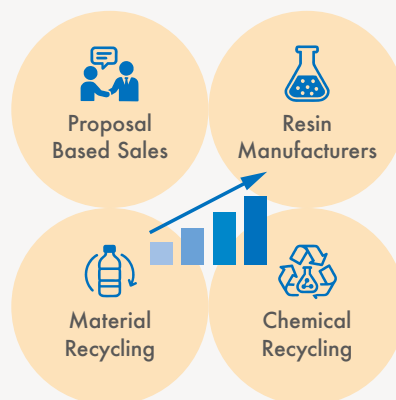 Proposal
Based Sales
Resin
Manufacturers
Material
Recycling
Chemical
Recycling